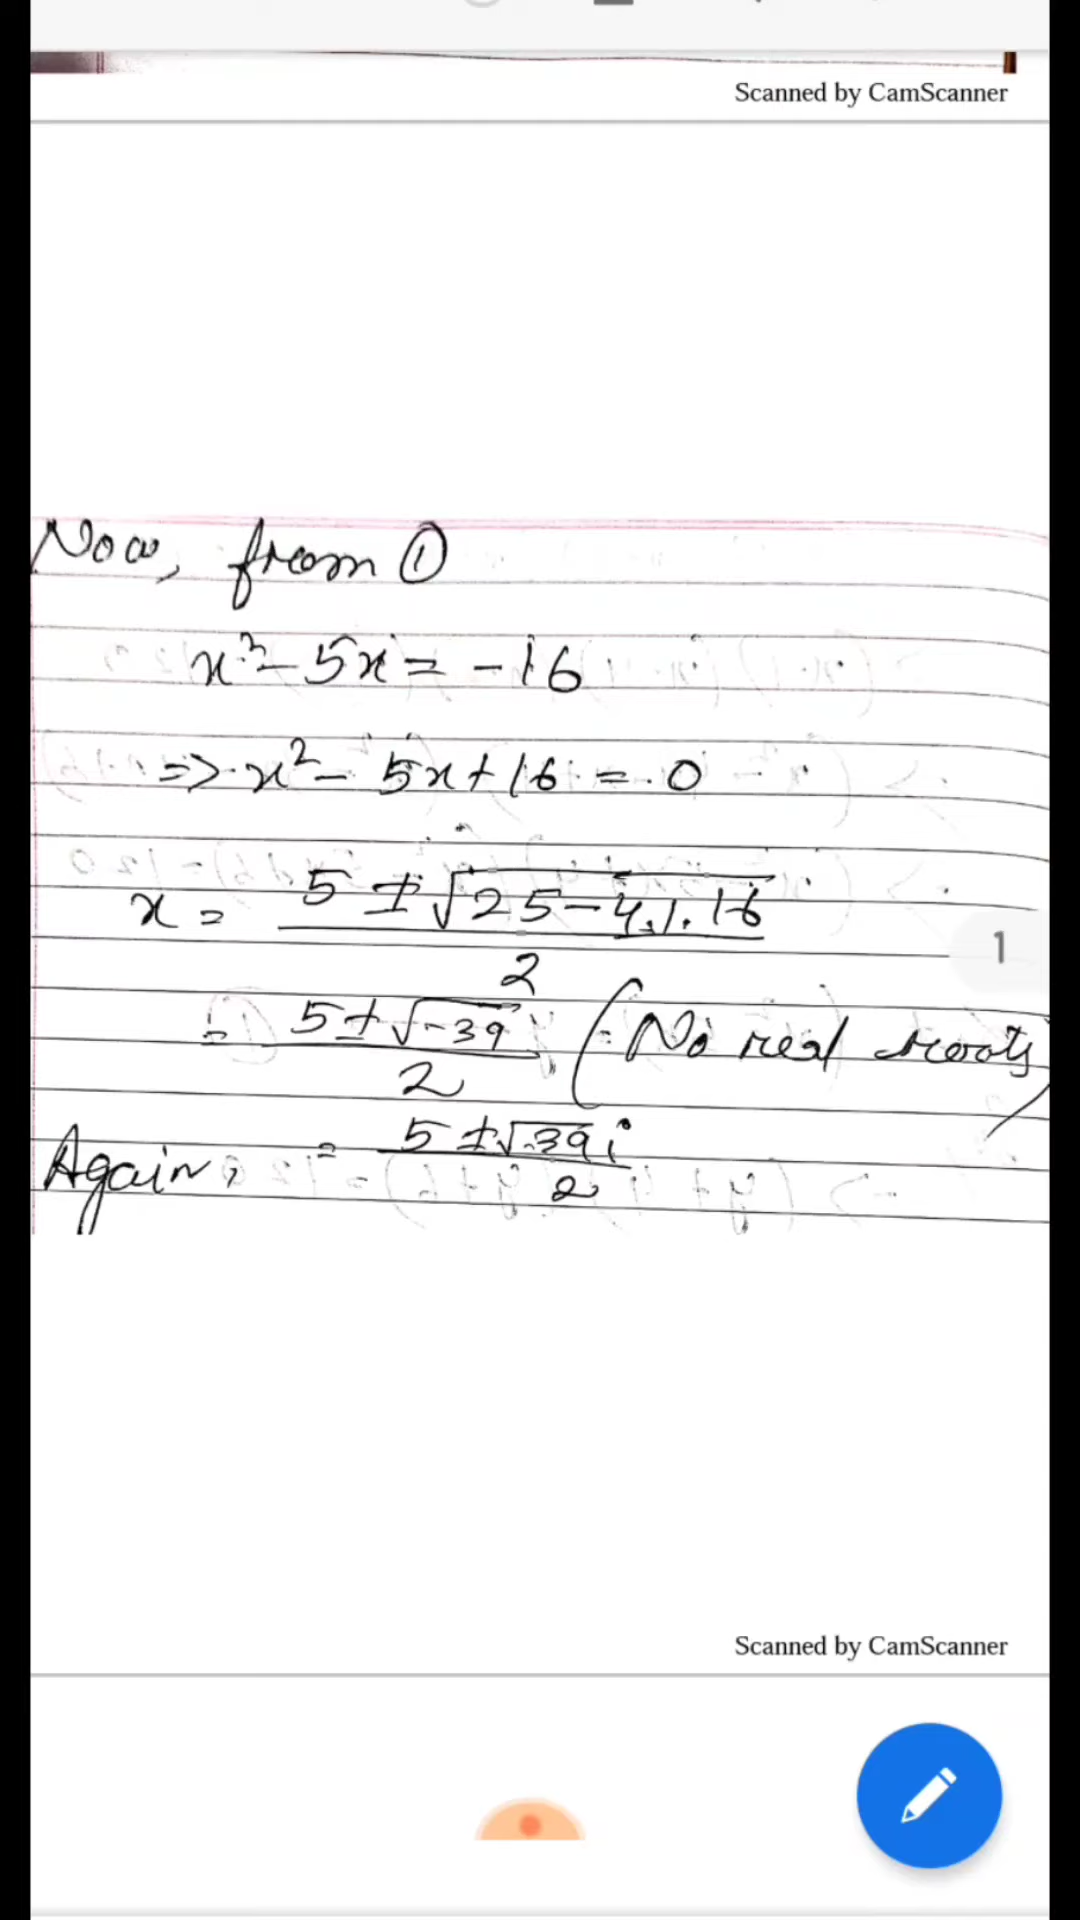 Scanned by CamScanner
Now, from ①
x² - 5x = -16
=> x² - 5x + 16 = 0
x = 5 ± √25 - 4.1.16
2
= 5 ± √-39 (No real roots)
2
Again, = 5 ± √39 i
2
1
Scanned by CamScanner